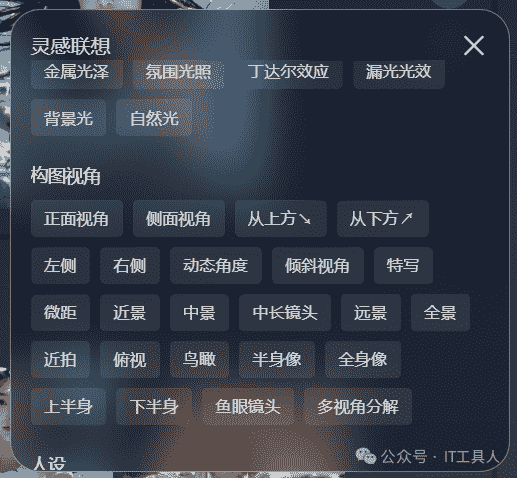 灵感联想
金属光泽 氛围光照 丁达尔效应 漏光光效
背景光 自然光
构图视角
正面视角 侧面视角 从上方↘ 从下方↗
左侧 右侧 动态角度 倾斜视角 特写
微距 近景 中景 中长镜头 远景 全景
近拍 俯视 鸟瞰 半身像 全身像
上半身 下半身 鱼眼镜头 多视角分解
人设
公众号 · IT工具人